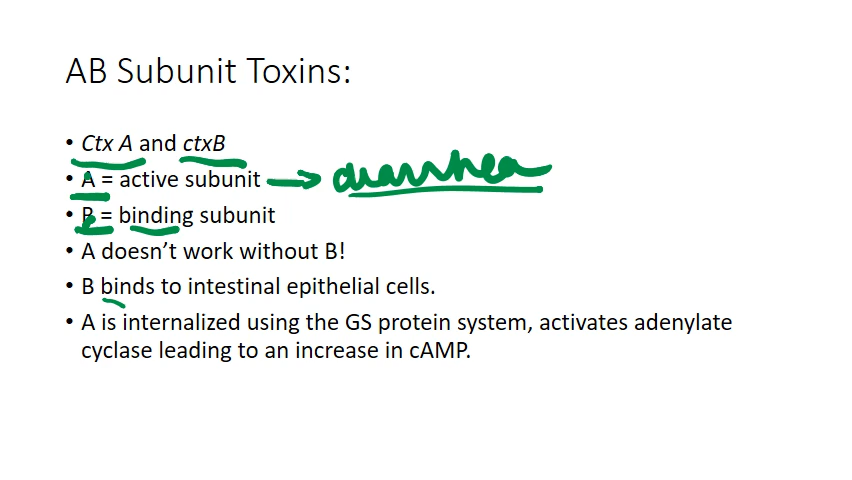 AB Subunit Toxins:
• Ctx A and ctxB
• A = active subunit → diarrhea
• B = binding subunit
• A doesn't work without B!
• B binds to intestinal epithelial cells.
• A is internalized using the GS protein system, activates adenylate
cyclase leading to an increase in cAMP.